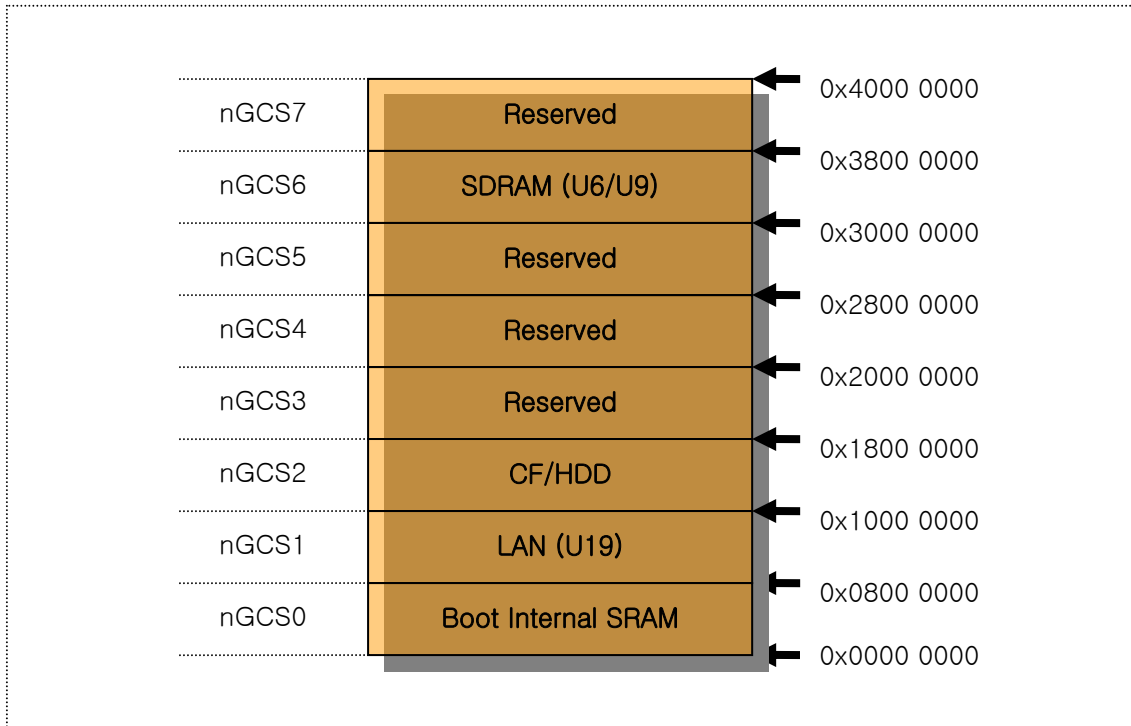 0x4000 0000
nGCS7 Reserved
0x3800 0000
nGCS6 SDRAM (U6/U9)
0x3000 0000
nGCS5 Reserved
0x2800 0000
nGCS4 Reserved
0x2000 0000
nGCS3 Reserved
0x1800 0000
nGCS2 CF/HDD
0x1000 0000
nGCS1 LAN (U19)
0x0800 0000
nGCS0 Boot Internal SRAM
0x0000 0000